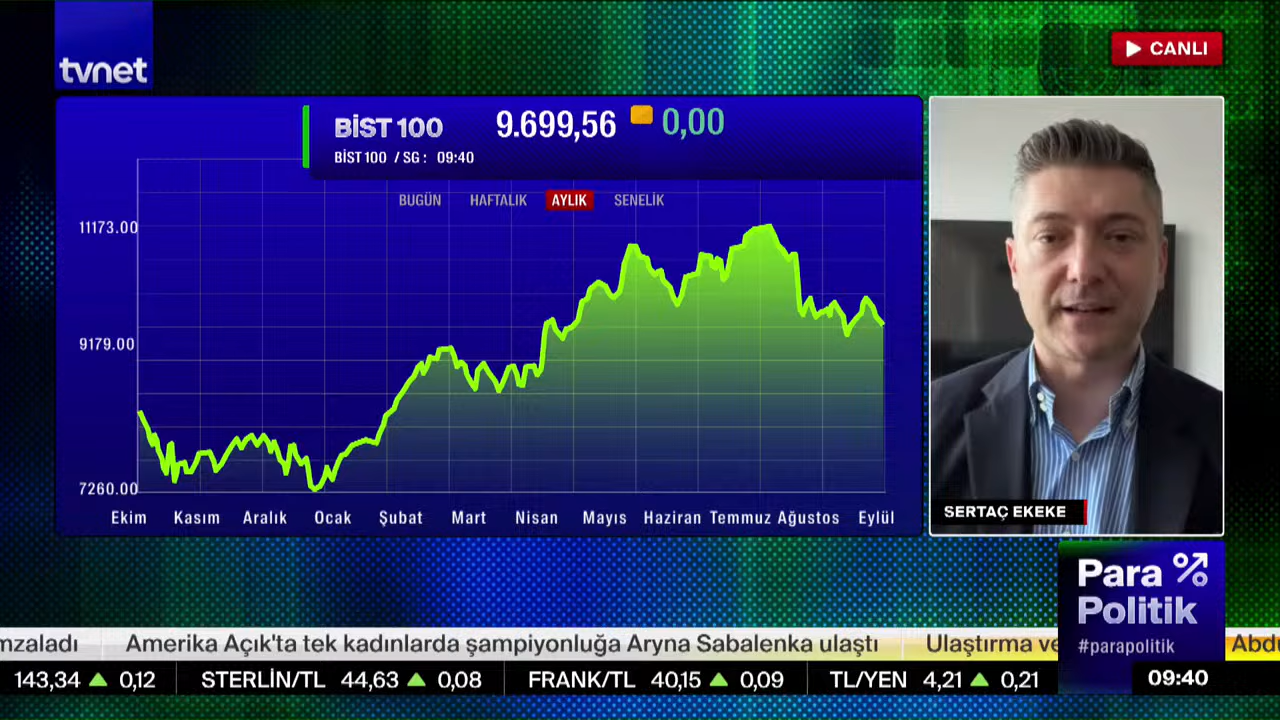 tvnet
CANLI
BİST 100 9.699,56 0,00
BİST 100 / SG : 09:40
BUGÜN HAFTALIK AYLIK SENELİK
11173.00
9179.00
7260.00
Ekim Kasım Aralık Ocak Şubat Mart Nisan Mayıs Haziran Temmuz Ağustos Eylül
SERTAÇ EKEKE
Para
Politik
#parapolitik
mzaladı Amerika Açık'ta tek kadınlarda şampiyonluğa Aryna Sabalenka ulaştı Ulaştırma ve Abdu
143,34 0,12 STERLİN/TL 44,63 0,08 FRANK/TL 40,15 0,09 TL/YEN 4,21 0,21 09:40